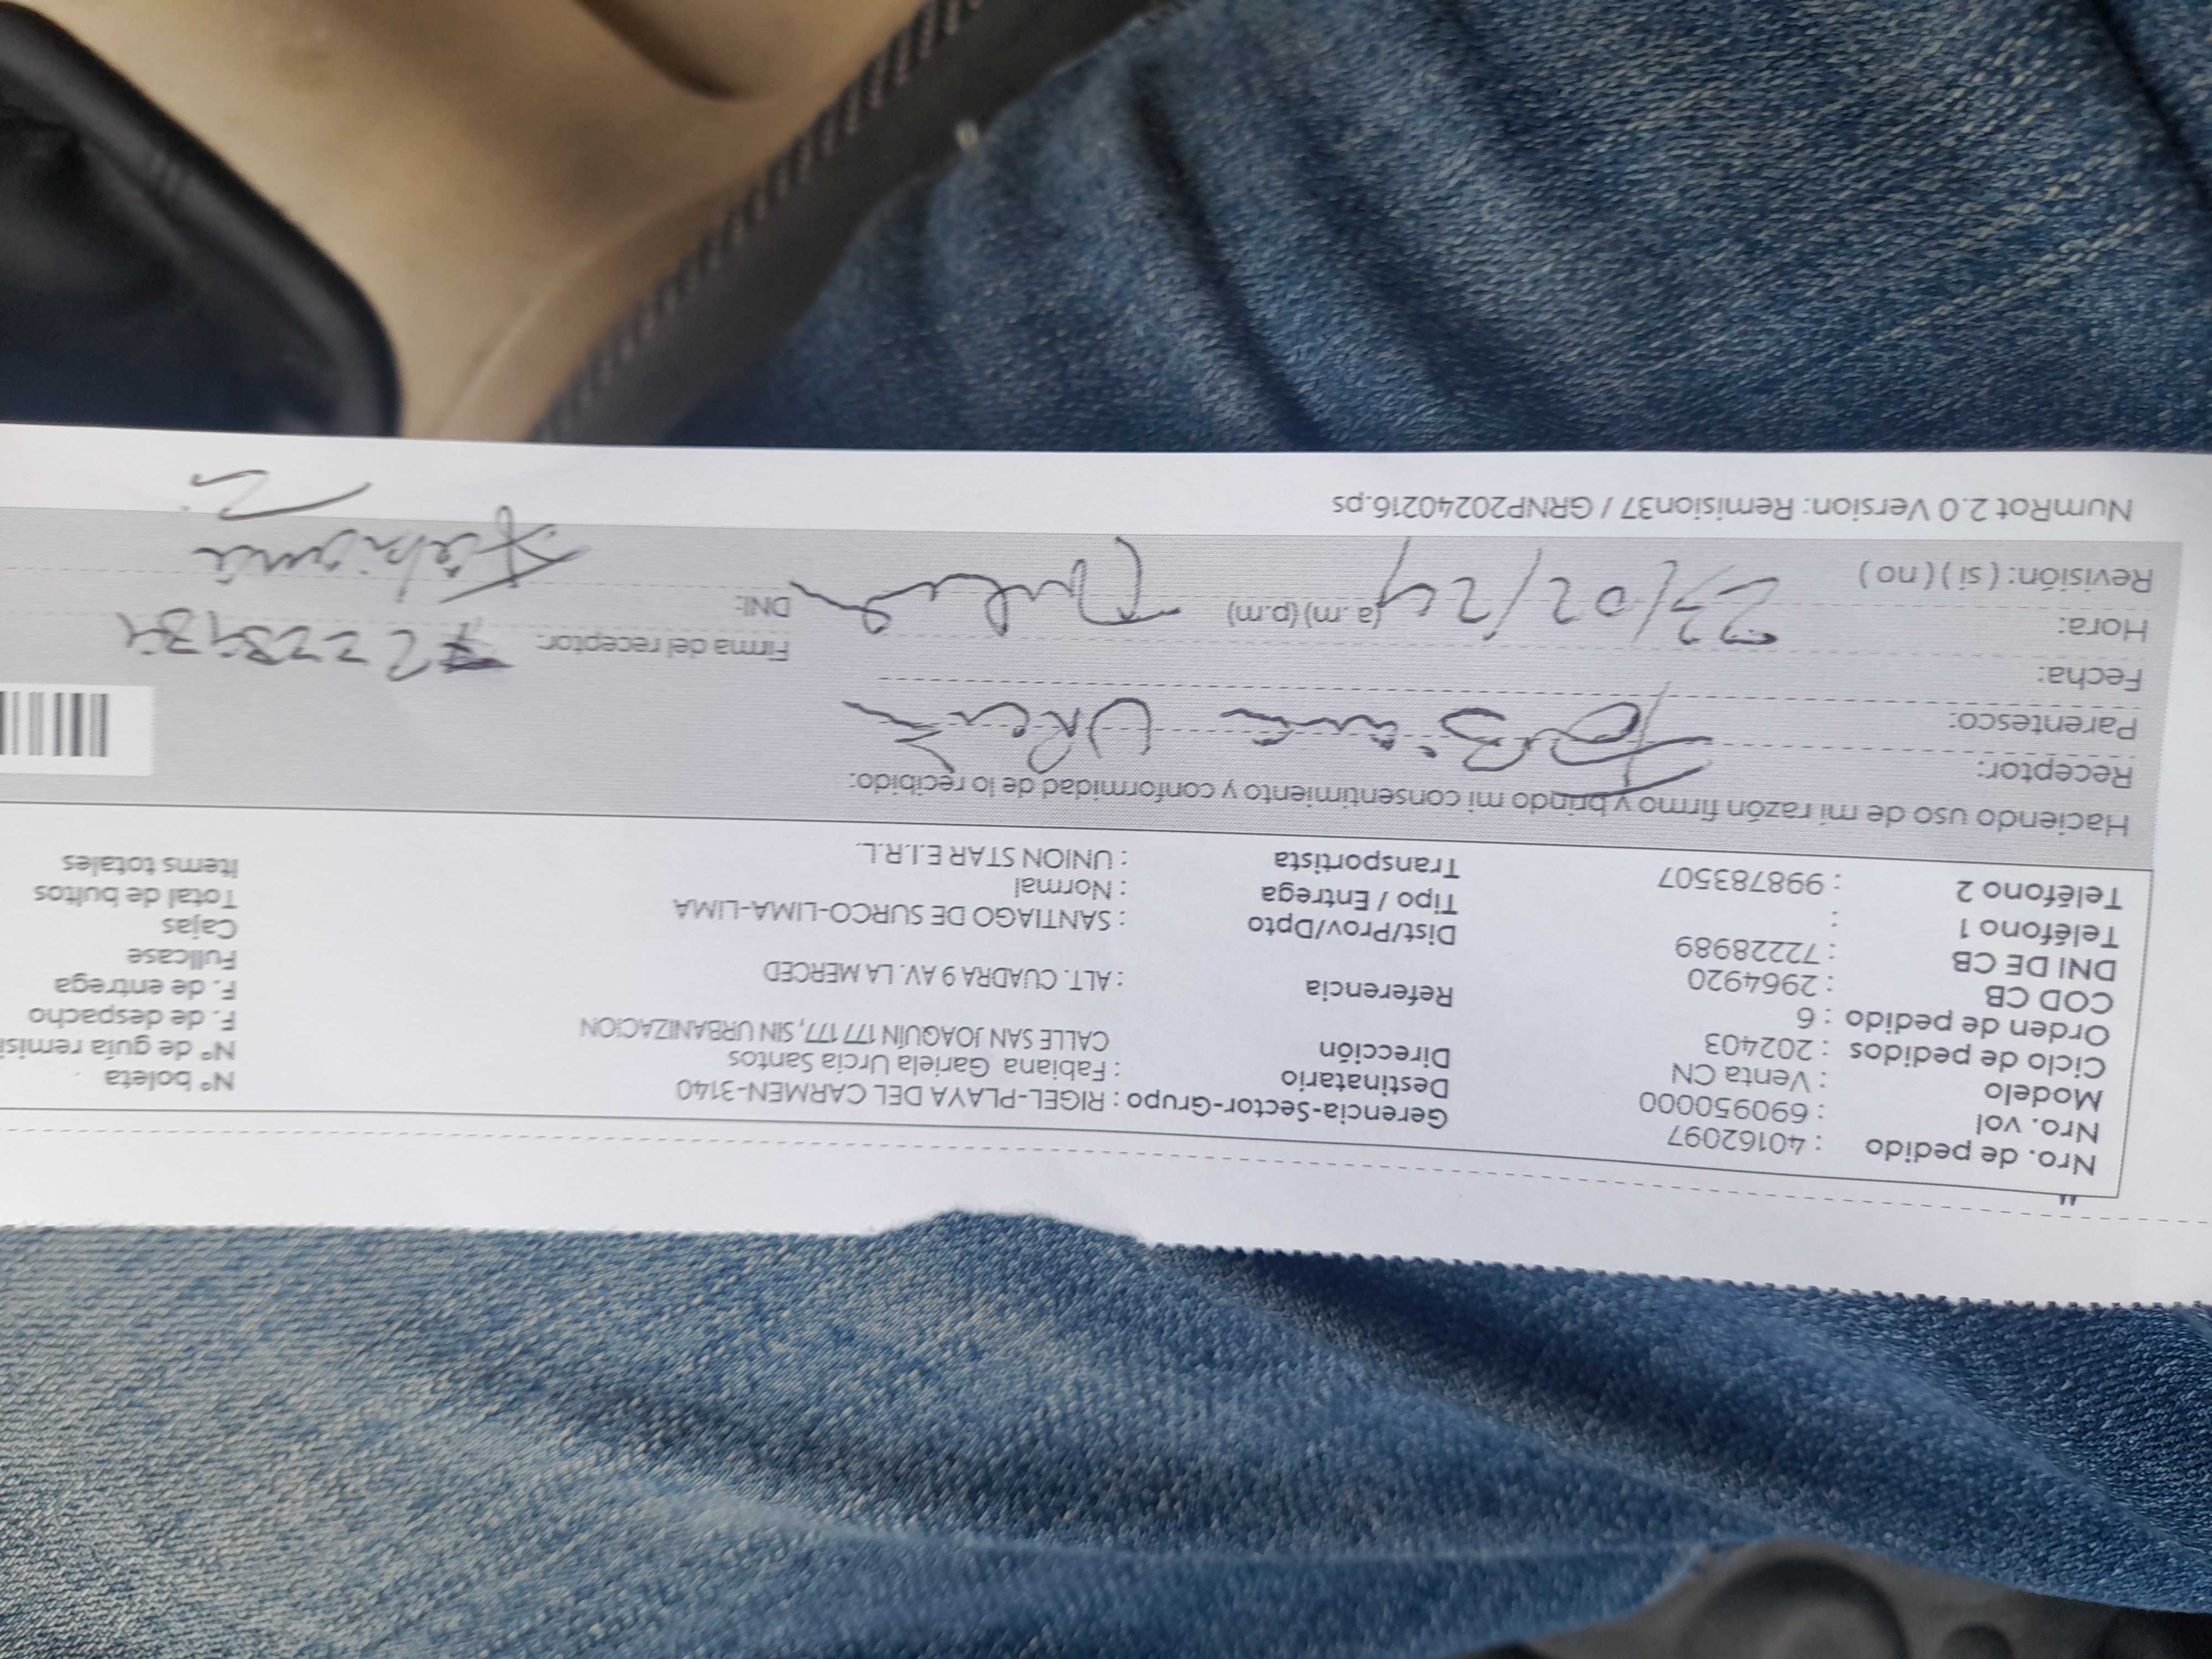 Nro. de pedido : 40162097
Nro. vol : 690950000
Modelo : Venta CN
Ciclo de pedidos : 202403
Orden de pedido : 6
COD CB : 2964920
DNI DE CB : 72228989
Teléfono 1 :
Teléfono 2 : 998783507
Gerencia-Sector-Grupo : RIGEL-PLAYA DEL CARMEN-3140
Destinatario : Fabiana Gariela Urcia Santos
Dirección CALLE SAN JOAQUÍN 177 177, SIN URBANIZACION
Referencia : ALT. CUADRA 9 AV. LA MERCED
Dist/Prov/Dpto : SANTIAGO DE SURCO-LIMA-LIMA
Tipo / Entrega : Normal
Transportista : UNION STAR E.I.R.L.
Nº boleta
Nº de guía remisi
F. de despacho
F. de entrega
Fullcase
Cajas
Total de bultos
Items totales
Haciendo uso de mi razón firmo y brindo mi consentimiento y conformidad de lo recibido:
Receptor:
Parentesco:
Fecha:
Hora: 23/02/24 (a.m)(p.m)
Revisión: ( si ) ( no )
Firma del receptor:
DNI:
Fabiana
NumRot 2.0 Version: Remision37 / GRNP20240216.ps